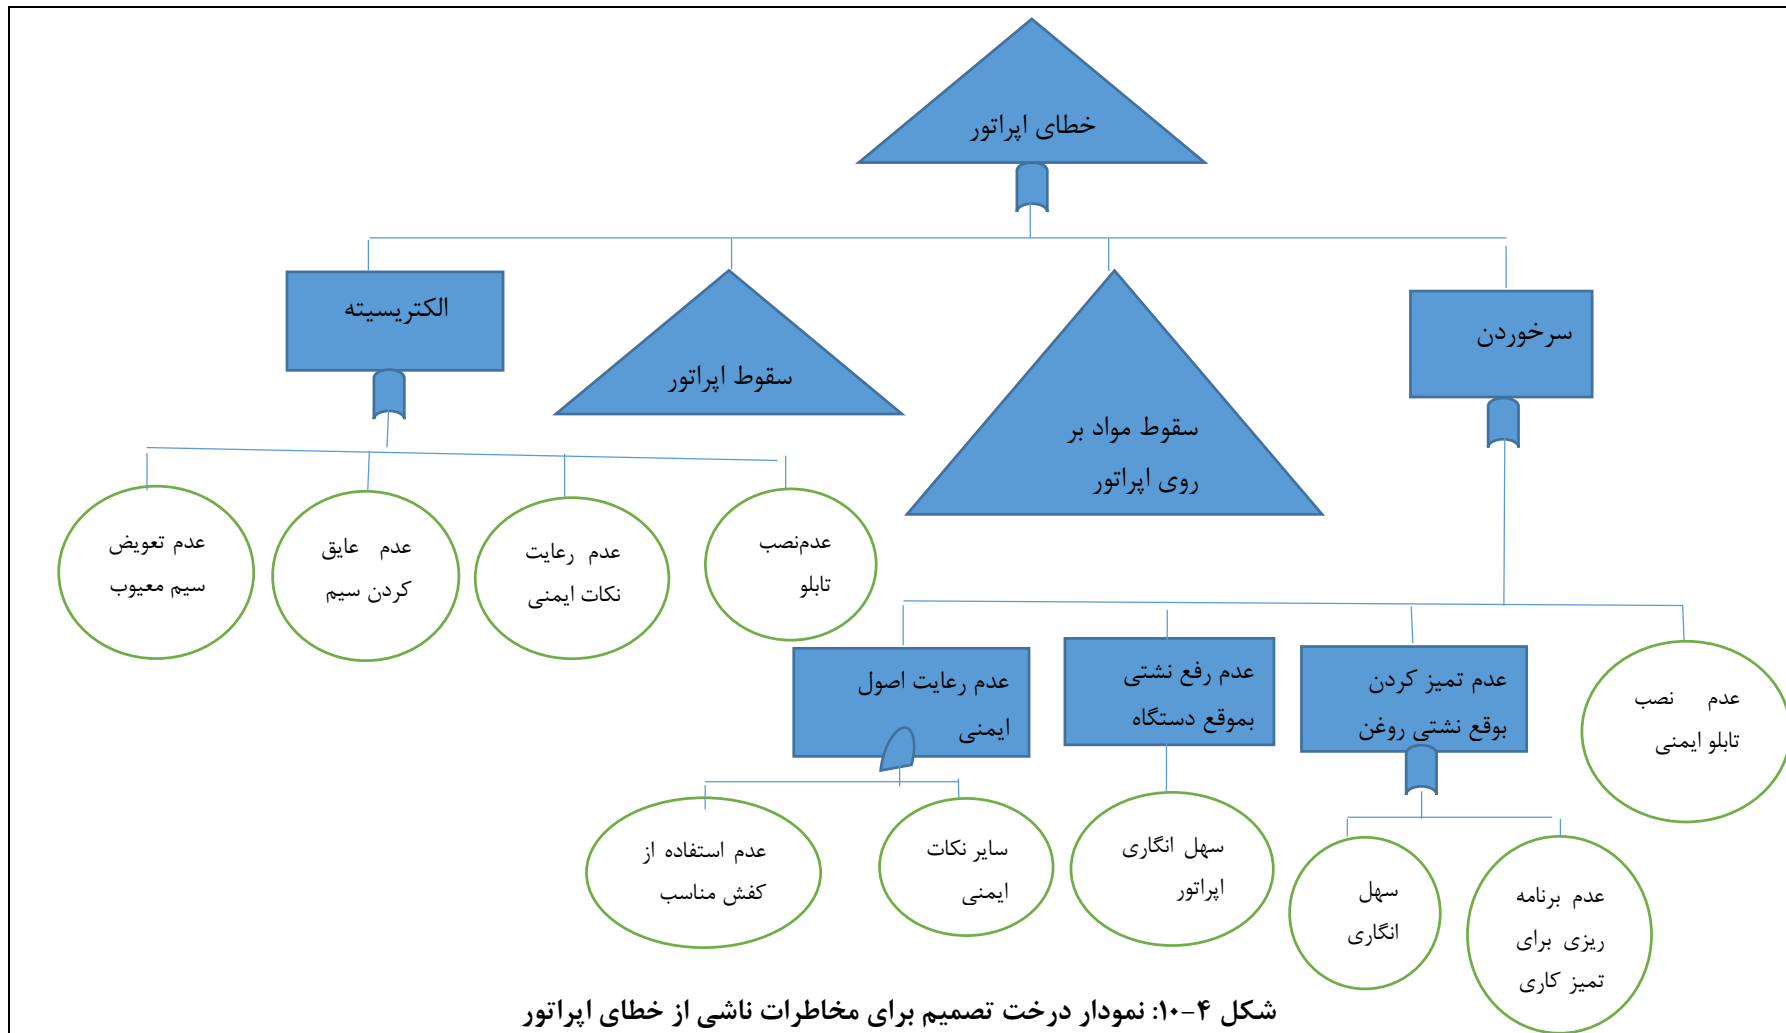 خطای اپراتور
سرخوردن
سقوط مواد بر
روی اپراتور
سقوط اپراتور
الکتریسیته
عدم‌نصب
تابلو
عدم رعایت
نکات ایمنی
عدم عایق
کردن سیم
عدم تعویض
سیم معیوب
عدم نصب
تابلو ایمنی
عدم تمیز کردن
بوقع نشتی روغن
عدم رفع نشتی
بموقع دستگاه
عدم رعایت اصول
ایمنی
عدم برنامه
ریزی برای
تمیز کاری
سهل
انگاری
سهل انگاری
اپراتور
سایر نکات
ایمنی
عدم استفاده از
کفش مناسب
شکل ۴-۱۰: نمودار درخت تصمیم برای مخاطرات ناشی از خطای اپراتور